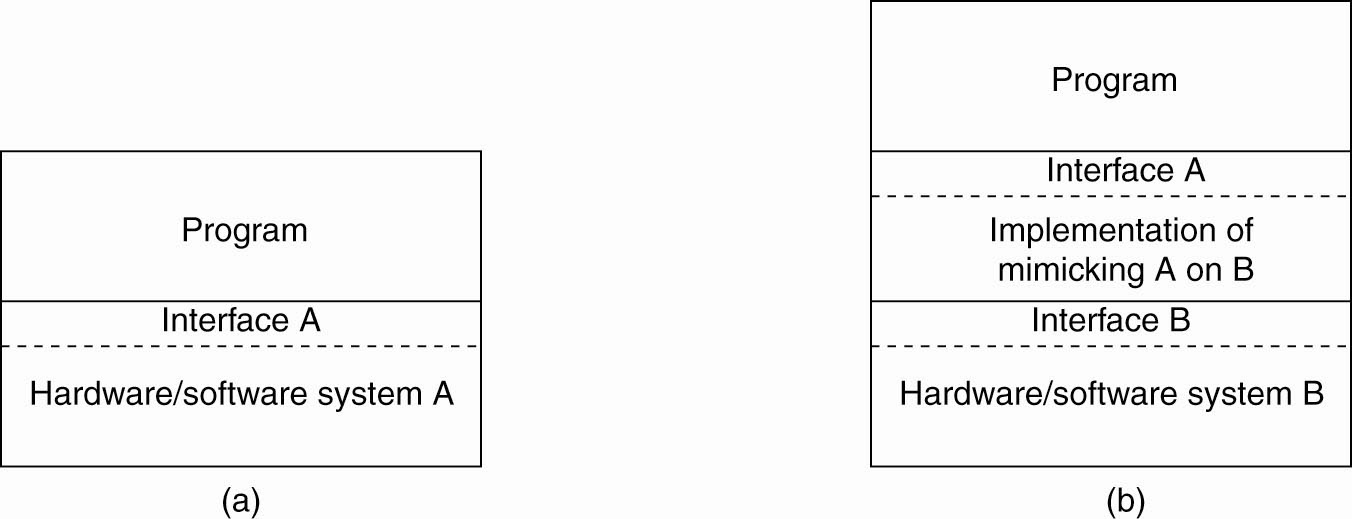 Program
Interface A
Hardware/software system A
(a)
Program
Interface A
Implementation of
mimicking A on B
Interface B
Hardware/software system B
(b)